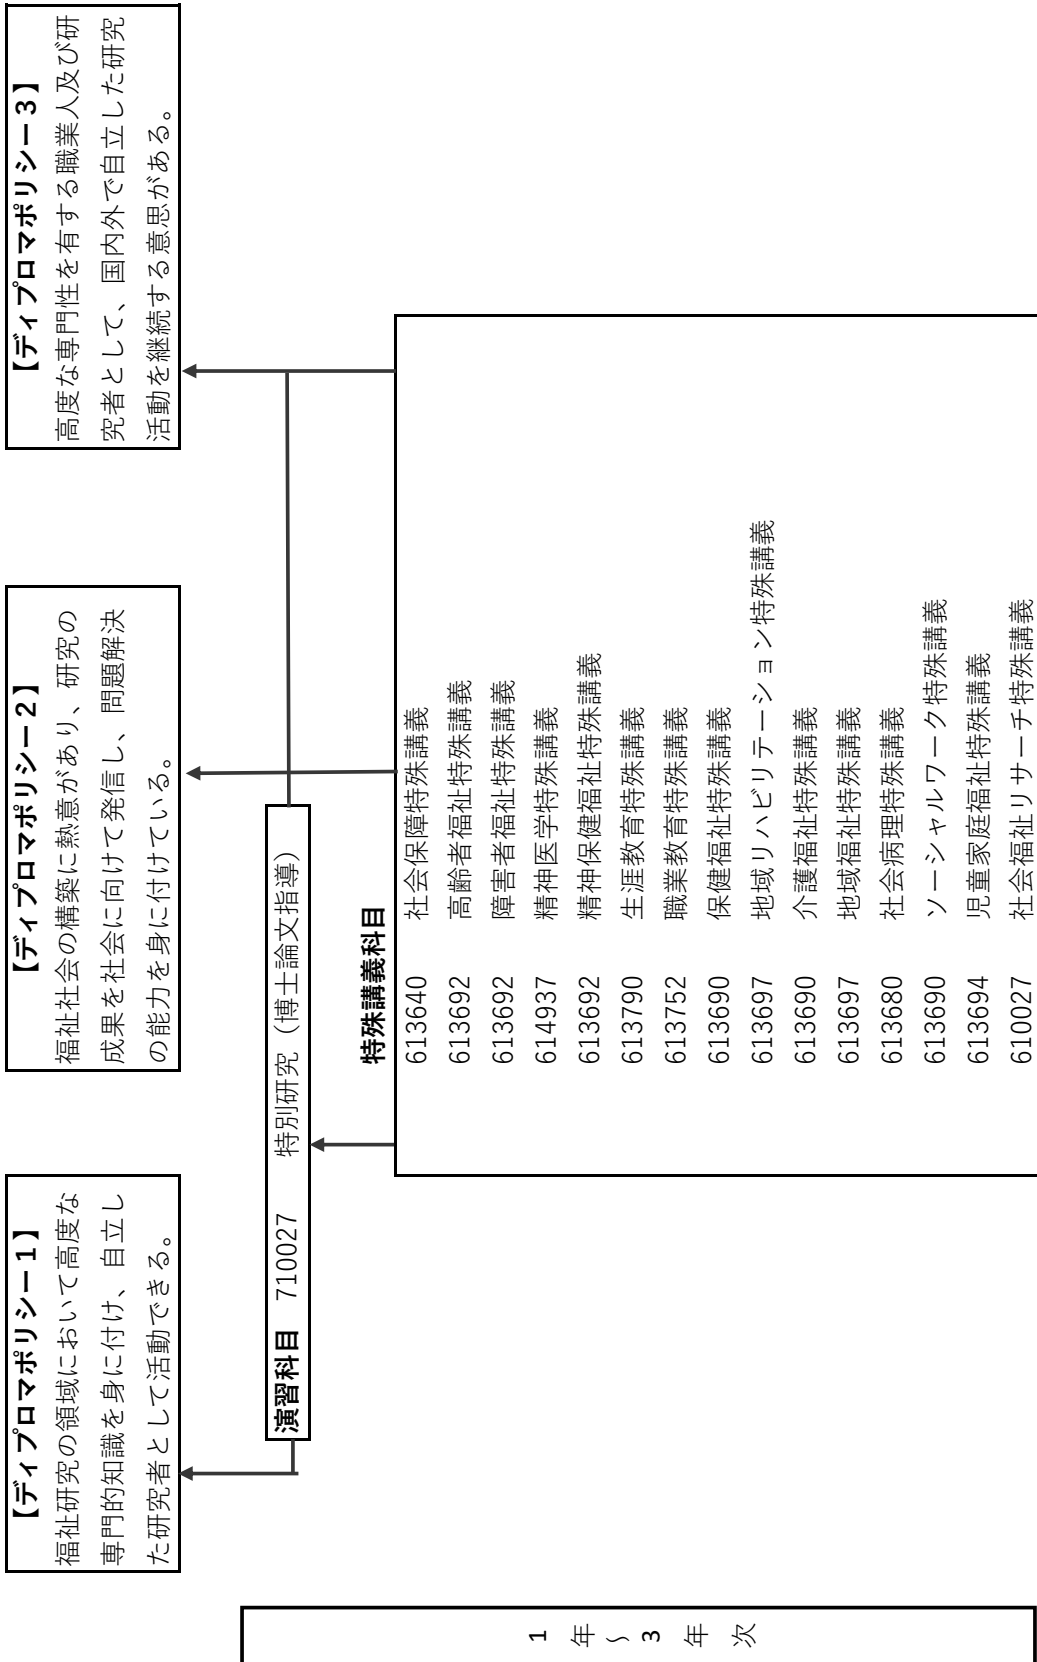 【ディプロマポリシー1】
福祉研究の領域において高度な
専門的知識を身に付け、自立し
た研究者として活動できる。
【ディプロマポリシー2】
福祉社会の構築に熱意があり、研究の
成果を社会に向けて発信し、問題解決
の能力を身に付けている。
【ディプロマポリシー3】
高度な専門性を有する職業人及び研
究者として、国内外で自立した研究
活動を継続する意思がある。
演習科目 710027 特別研究（博士論文指導）
特殊講義科目
613640 社会保障特殊講義
613692 高齢者福祉特殊講義
613692 障害者福祉特殊講義
614937 精神医学特殊講義
613692 精神保健福祉特殊講義
613790 生涯教育特殊講義
613752 職業教育特殊講義
613690 保健福祉特殊講義
613697 地域リハビリテーション特殊講義
613690 介護福祉特殊講義
613697 地域福祉特殊講義
613680 社会病理特殊講義
613690 ソーシャルワーク特殊講義
613694 児童家庭福祉特殊講義
610027 社会福祉リサーチ特殊講義
1
年
～
3
年
次